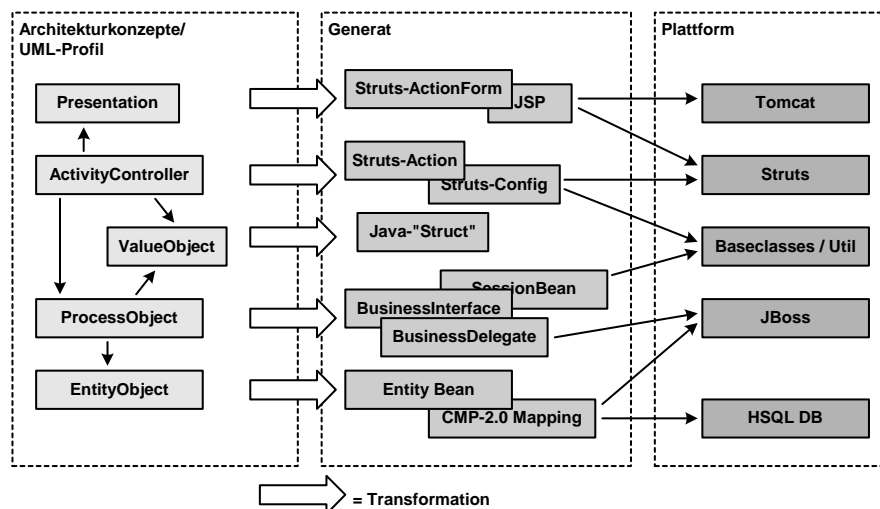 Architekturkonzepte/
UML-Profil
Presentation
ActivityController
ValueObject
ProcessObject
EntityObject
Generat
Struts-ActionForm
JSP
Struts-Action
Struts-Config
Java-"Struct"
SessionBean
BusinessInterface
BusinessDelegate
Entity Bean
CMP-2.0 Mapping
Plattform
Tomcat
Struts
Baseclasses / Util
JBoss
HSQL DB
= Transformation